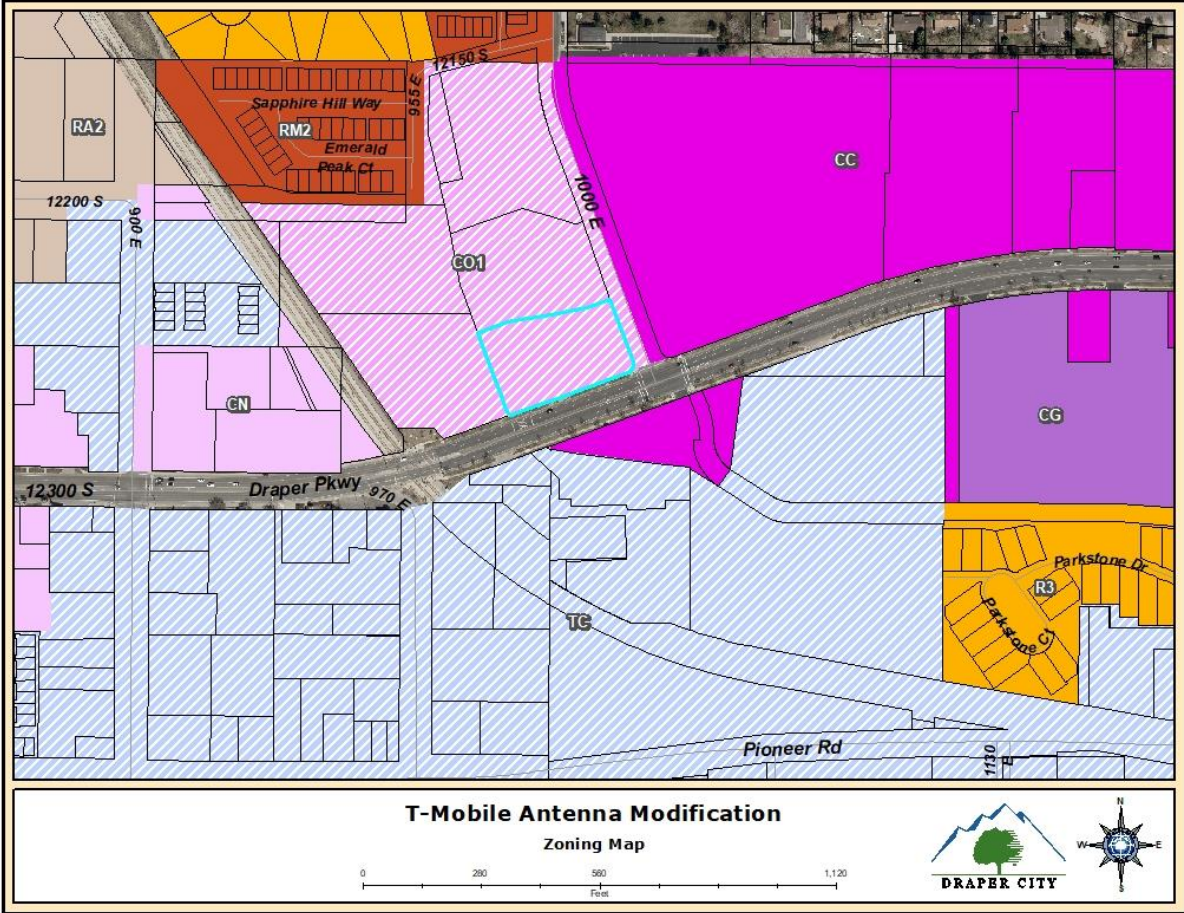 12150 S
955 E
Sapphire Hill Way
RA2
RM2
Emerald
Peak Ct
CC
1000 E
12200 S
900 E
CO1
CN
CG
12300 S
Draper Pkwy
970 E
Parkstone Dr
R3
Parkstone Ct
TC
Pioneer Rd
1130 E
T-Mobile Antenna Modification
Zoning Map
0 280 560 1,120
Feet
DRAPER CITY
N
W E
S